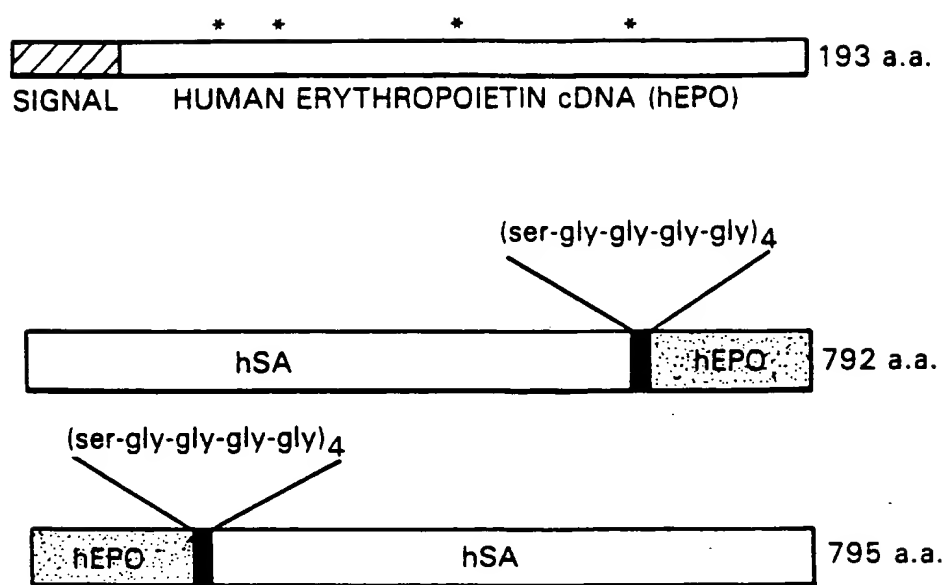 * * * *
193 a.a.
SIGNAL HUMAN ERYTHROPOIETIN cDNA (hEPO)
(ser-gly-gly-gly-gly)4
hSA hEPO 792 a.a.
(ser-gly-gly-gly-gly)4
hEPO hSA 795 a.a.